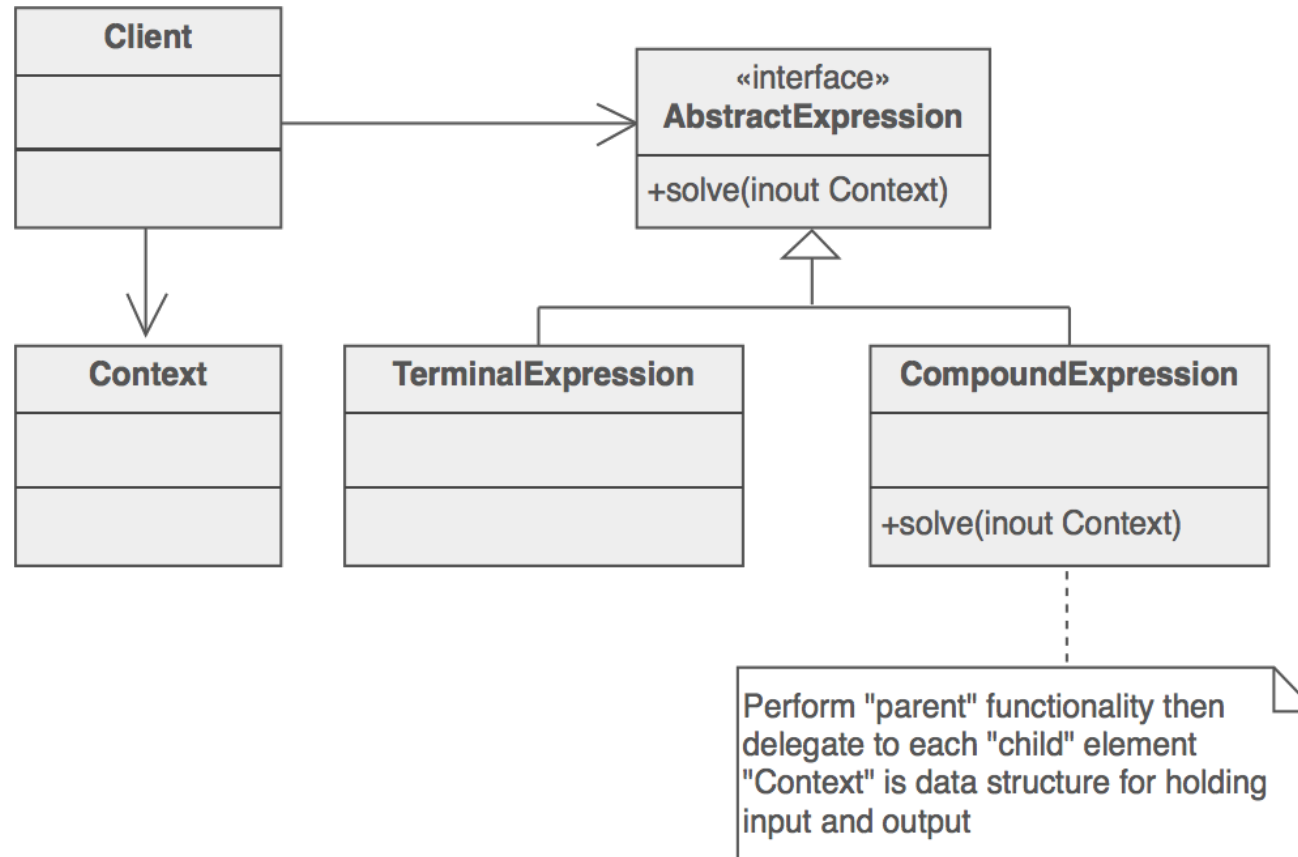 Client
«interface»
AbstractExpression
+solve(inout Context)
Context
TerminalExpression
CompoundExpression
+solve(inout Context)
Perform "parent" functionality then
delegate to each "child" element
"Context" is data structure for holding
input and output